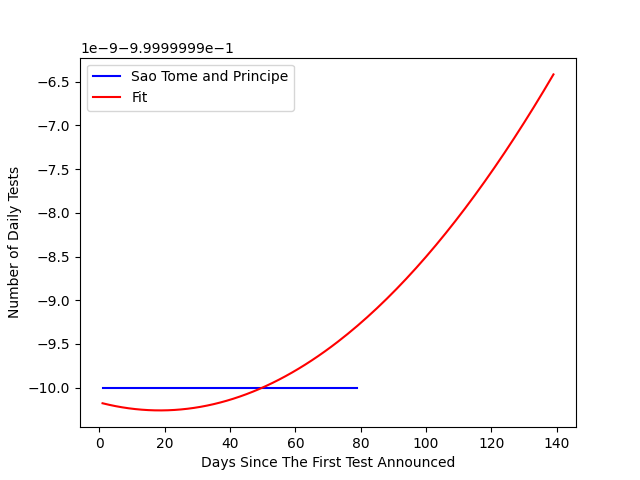 1e−9−9.9999999e−1
Sao Tome and Principe
Fit
−6.5
−7.0
−7.5
−8.0
−8.5
−9.0
−9.5
−10.0
Number of Daily Tests
0 20 40 60 80 100 120 140
Days Since The First Test Announced